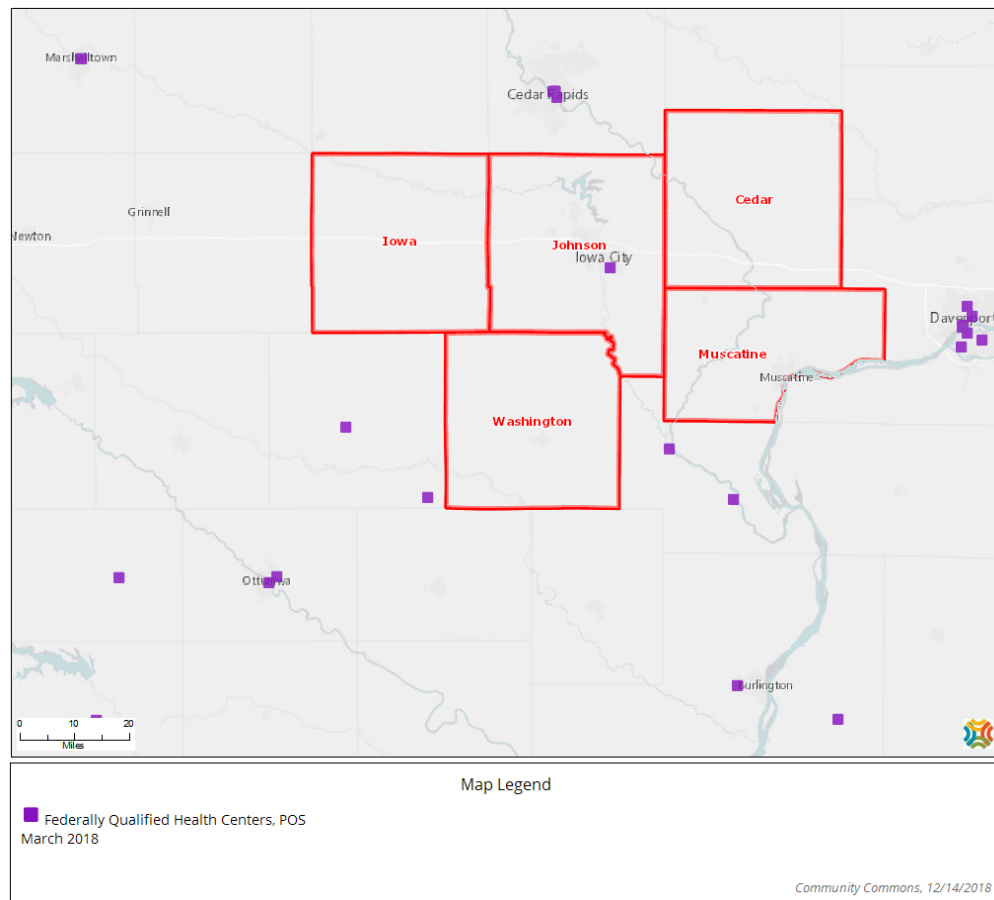 Marshalltown
Cedar Rapids
Cedar
Grinnell
Newton
Iowa
Johnson
Iowa City
Davenport
Muscatine
Muscatine
Washington
Ottumwa
Burlington
0 10 20
Miles
Map Legend
Federally Qualified Health Centers, POS
March 2018
Community Commons, 12/14/2018